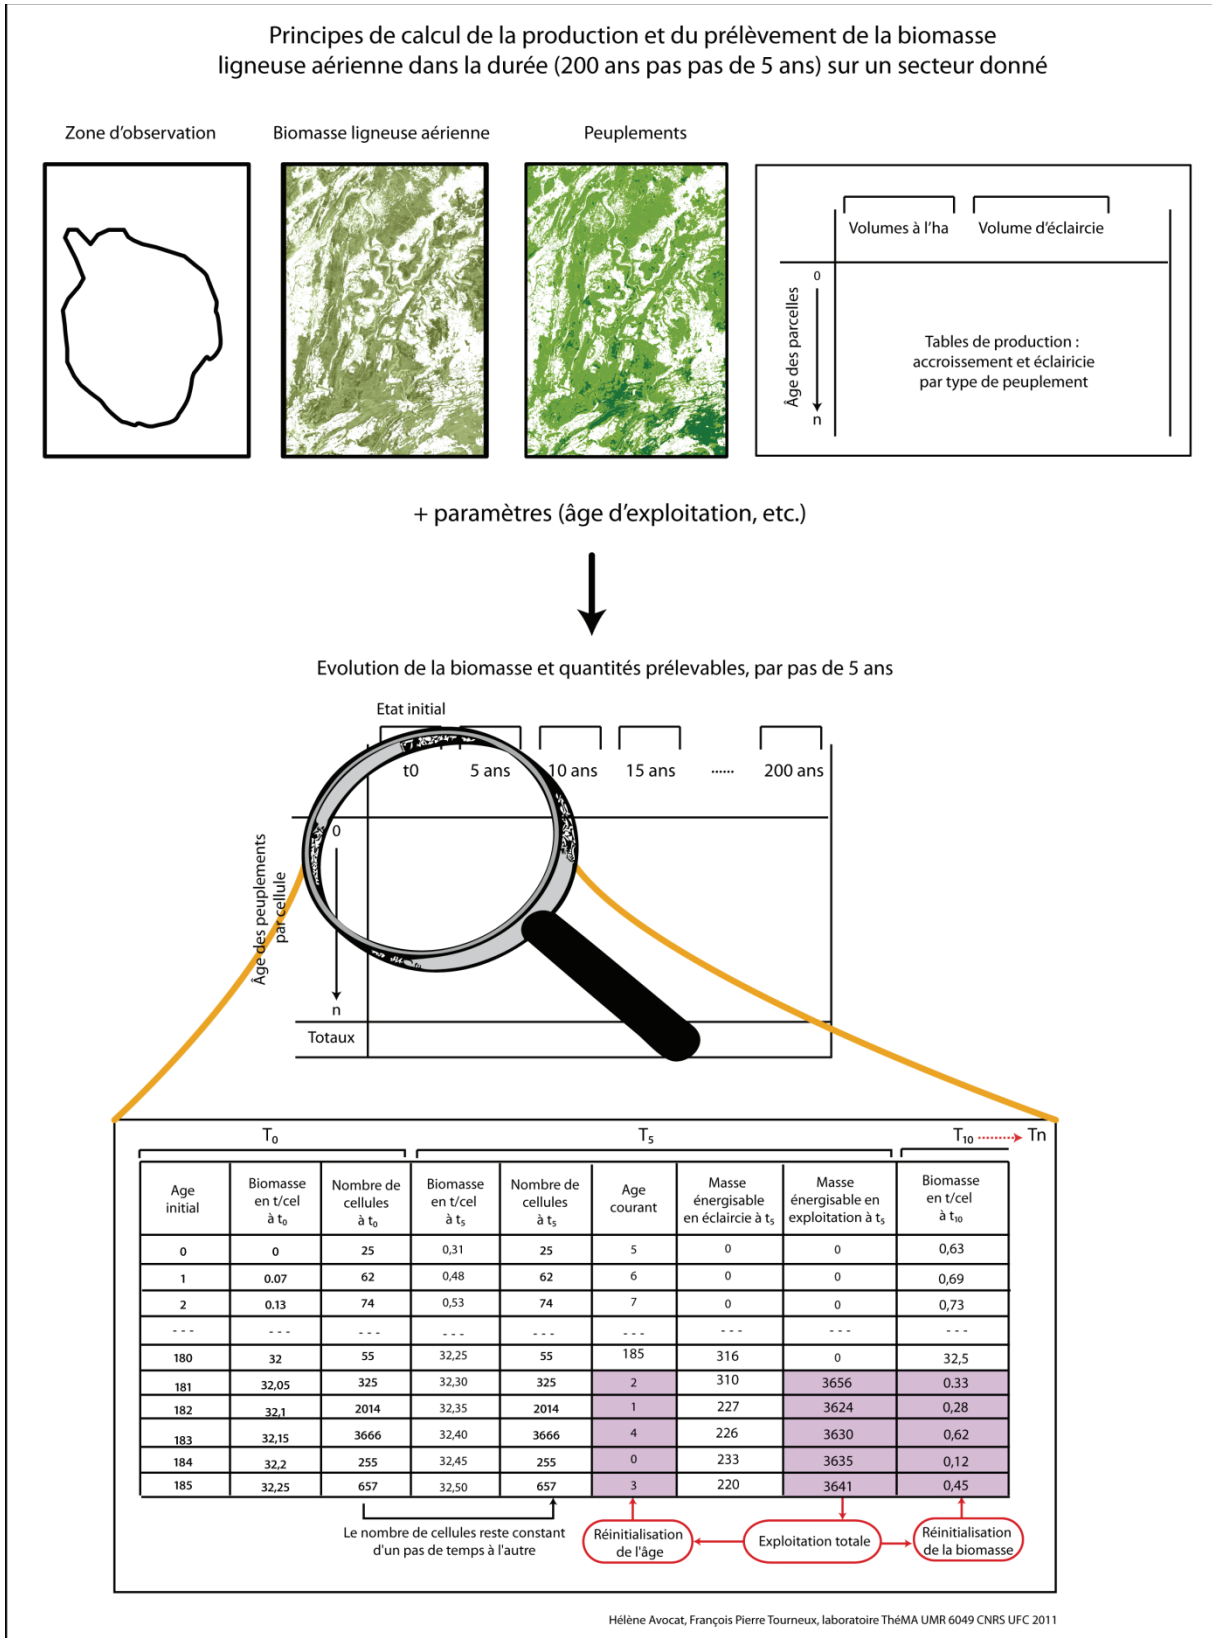 Principes de calcul de la production et du prélèvement de la biomasse
ligneuse aérienne dans la durée (200 ans pas pas de 5 ans) sur un secteur donné
Zone d'observation
Biomasse ligneuse aérienne
Peuplements
Volumes à l'ha
Volume d'éclaircie
Âge des parcelles
0
n
Tables de production :
accroissement et éclairicie
par type de peuplement
+ paramètres (âge d'exploitation, etc.)
Evolution de la biomasse et quantités prélevables, par pas de 5 ans
Etat initial
t0 5 ans 10 ans 15 ans ...... 200 ans
Âge des peuplements
par cellule
0
n
Totaux
T₀ T₅ T₁₀ Tn
Age
initial
Biomasse
en t/cel
à t₀
Nombre de
cellules
à t₀
Biomasse
en t/cel
à t₅
Nombre de
cellules
à t₅
Age
courant
Masse
énergisable
en éclaircie à t₅
Masse
énergisable en
exploitation à t₅
Biomasse
en t/cel
à t₁₀
0 0 25 0,31 25 5 0 0 0,63
1 0.07 62 0,48 62 6 0 0 0,69
2 0.13 74 0,53 74 7 0 0 0,73
--- --- --- --- --- --- --- --- ---
180 32 55 32,25 55 185 316 0 32,5
181 32,05 325 32,30 325 2 310 3656 0.33
182 32,1 2014 32,35 2014 1 227 3624 0,28
183 32,15 3666 32,40 3666 4 226 3630 0,62
184 32,2 255 32,45 255 0 233 3635 0,12
185 32,25 657 32,50 657 3 220 3641 0,45
Le nombre de cellules reste constant
d'un pas de temps à l'autre
Réinitialisation
de l'âge
Exploitation totale
Réinitialisation
de la biomasse
Hélène Avocat, François Pierre Tourneux, laboratoire ThéMA UMR 6049 CNRS UFC 2011